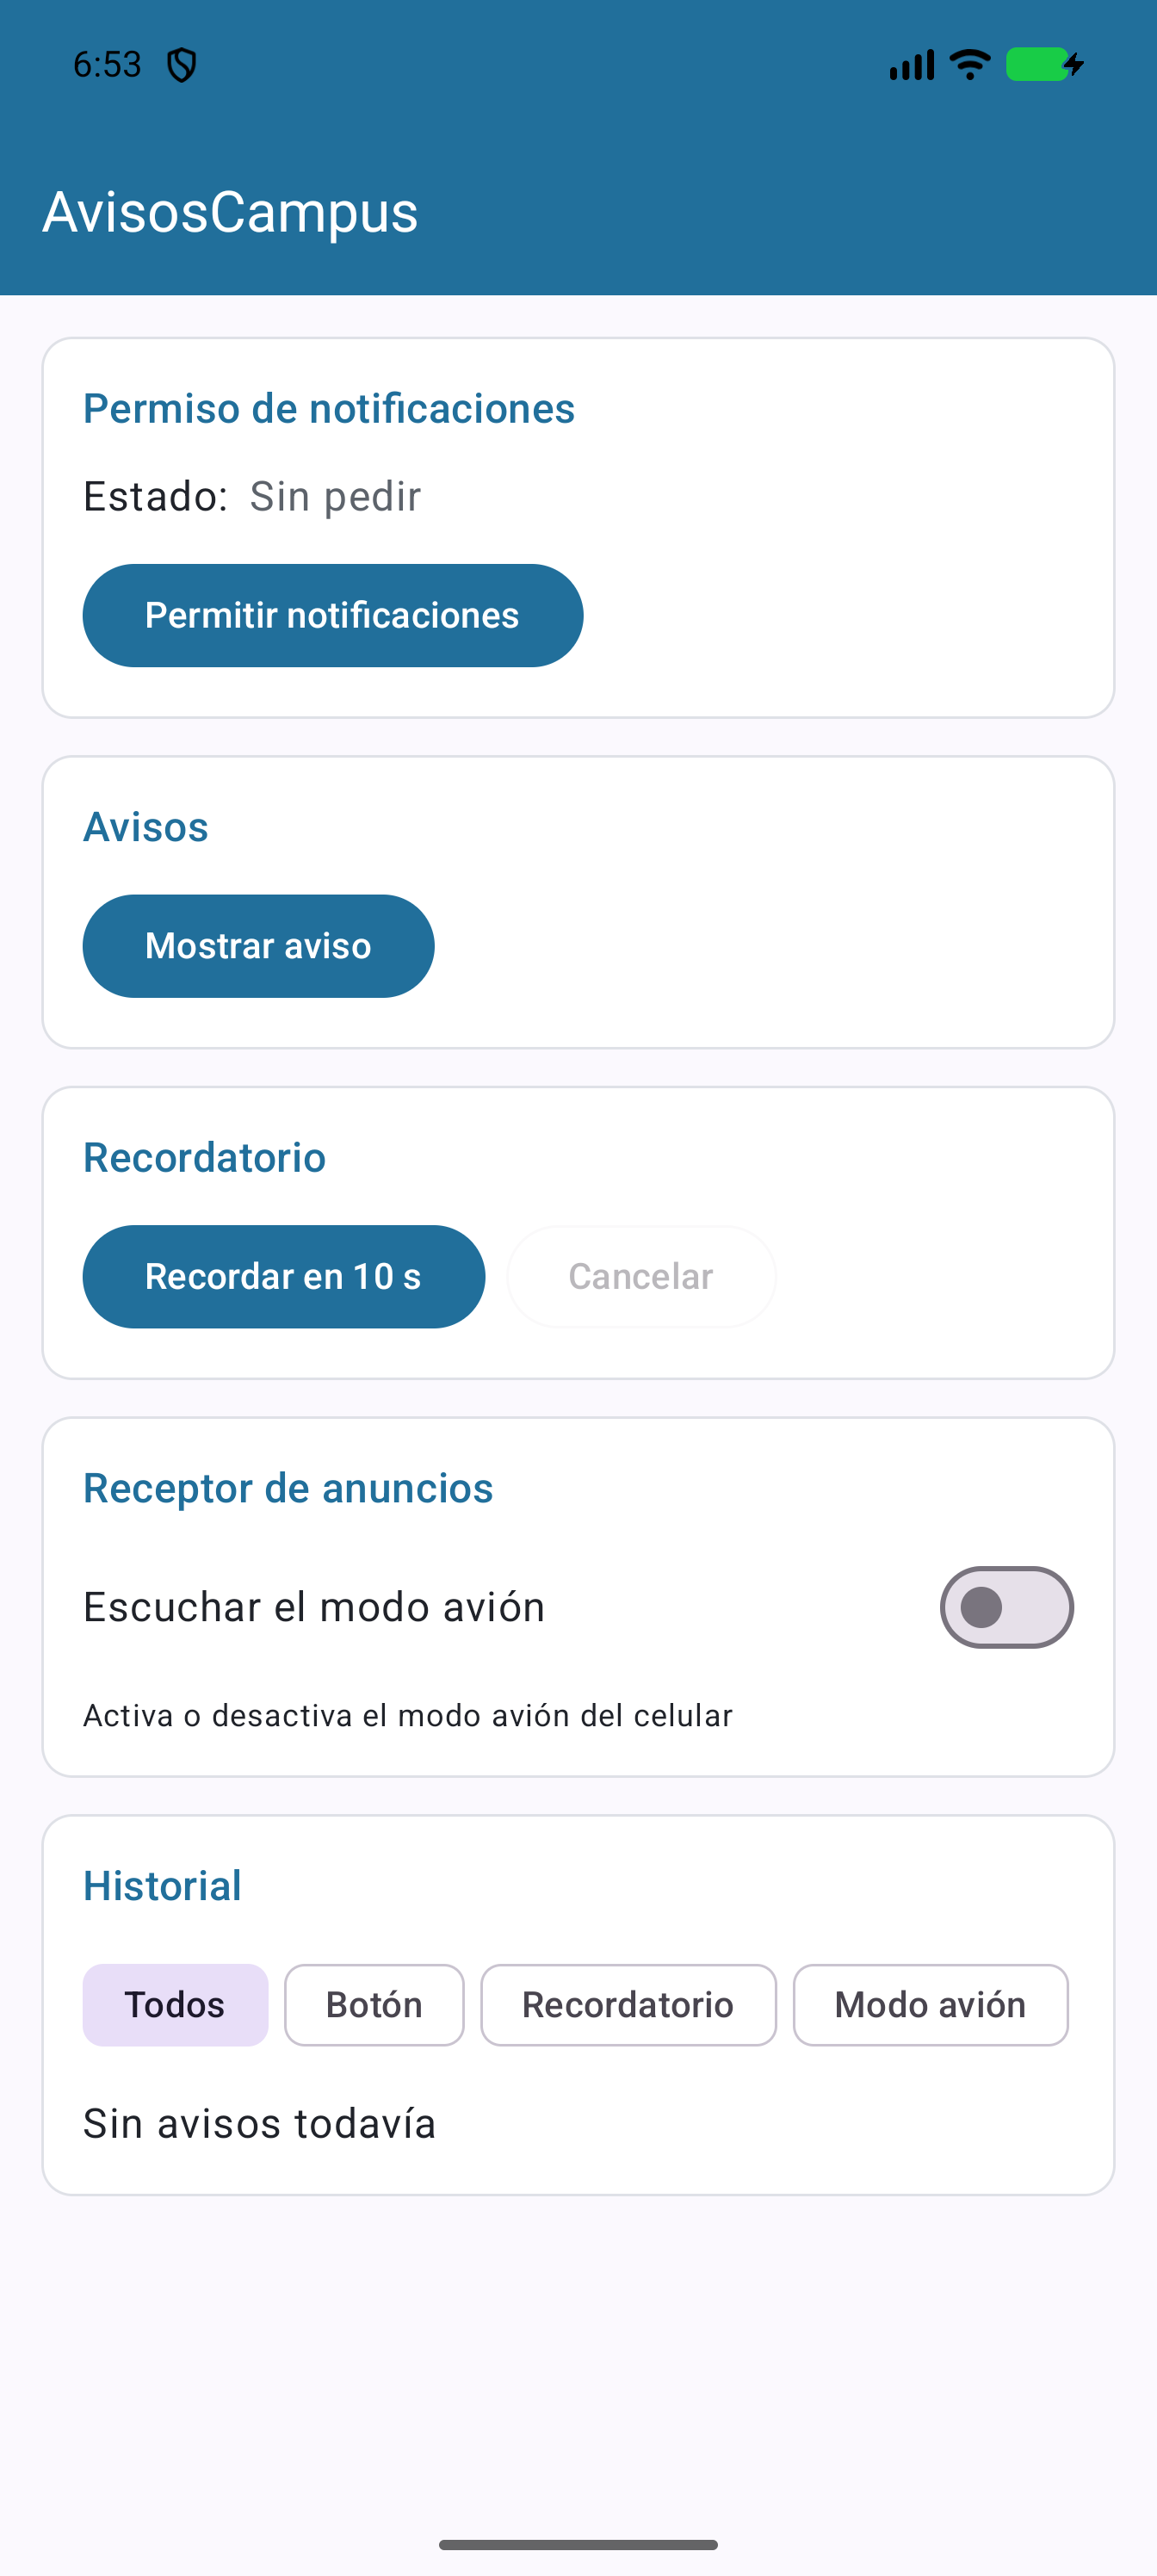 6:53
AvisosCampus
Permiso de notificaciones
Estado: Sin pedir
Permitir notificaciones
Avisos
Mostrar aviso
Recordatorio
Recordar en 10 s Cancelar
Receptor de anuncios
Escuchar el modo avión
Activa o desactiva el modo avión del celular
Historial
Todos Botón Recordatorio Modo avión
Sin avisos todavía